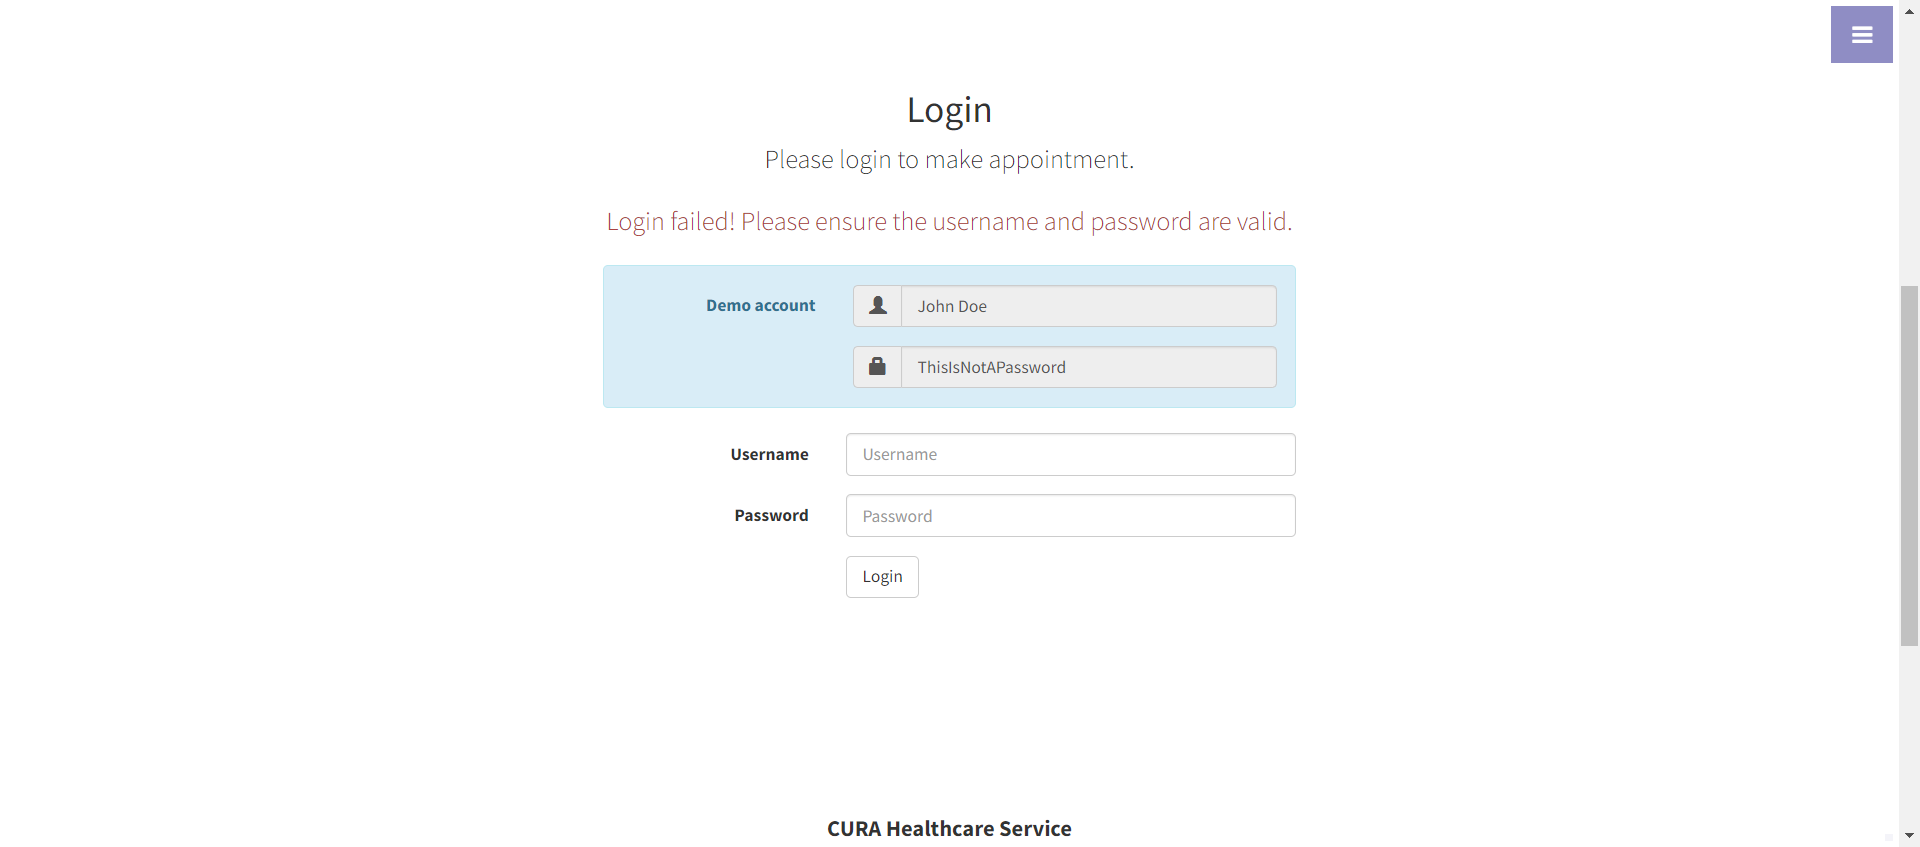 Login
Please login to make appointment.
Login failed! Please ensure the username and password are valid.
Demo account
John Doe
ThisIsNotAPassword
Username
Username
Password
Password
Login
CURA Healthcare Service